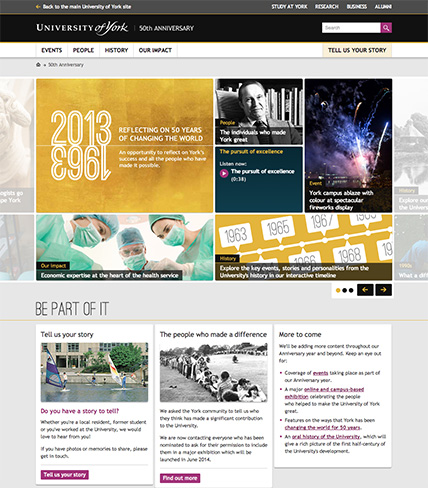 Back to the main University of York site
STUDY AT YORK RESEARCH BUSINESS ALUMNI
UNIVERSITY of York 50th ANNIVERSARY
Search
EVENTS PEOPLE HISTORY OUR IMPACT
TELL US YOUR STORY
50th Anniversary
2013
1963
REFLECTING ON 50 YEARS
OF CHANGING THE WORLD
An opportunity to reflect on York's
success and all the people who have
made it possible.
People
The individuals who made
York great
The pursuit of excellence
Listen now:
The pursuit of excellence
(0:38)
Event
York campus ablaze with
colour at spectacular
fireworks display
Our Impact
Economic expertise at the heart of the health service
1963
1965
1967
History
Explore the key events, stories and personalities from the
University's history in our interactive timeline
History
Explore our
BE PART OF IT
Tell us your story
Do you have a story to tell?
Whether you're a local resident, former student
or you've worked at the University, we would
love to hear from you!
If you have photos or memories to share, please
get in touch.
Tell us your story
The people who made a difference
We asked the York community to tell us who
they think has made a significant contribution
to the University.
We are now contacting everyone who has been
nominated to ask for their permission to include
them in a major exhibition which will be
launched in June 2014.
Find out more
More to come
We'll be adding more content throughout our
Anniversary year and beyond. Keep an eye out
for:
Coverage of events taking place as part of
our Anniversary year.
A major online and campus-based
exhibition celebrating the people
who helped to make the University of York
great.
Features on the ways that York has been
changing the world for 50 years.
An oral history of the University, which will
give a rich picture of the first half-century of
the University's development.